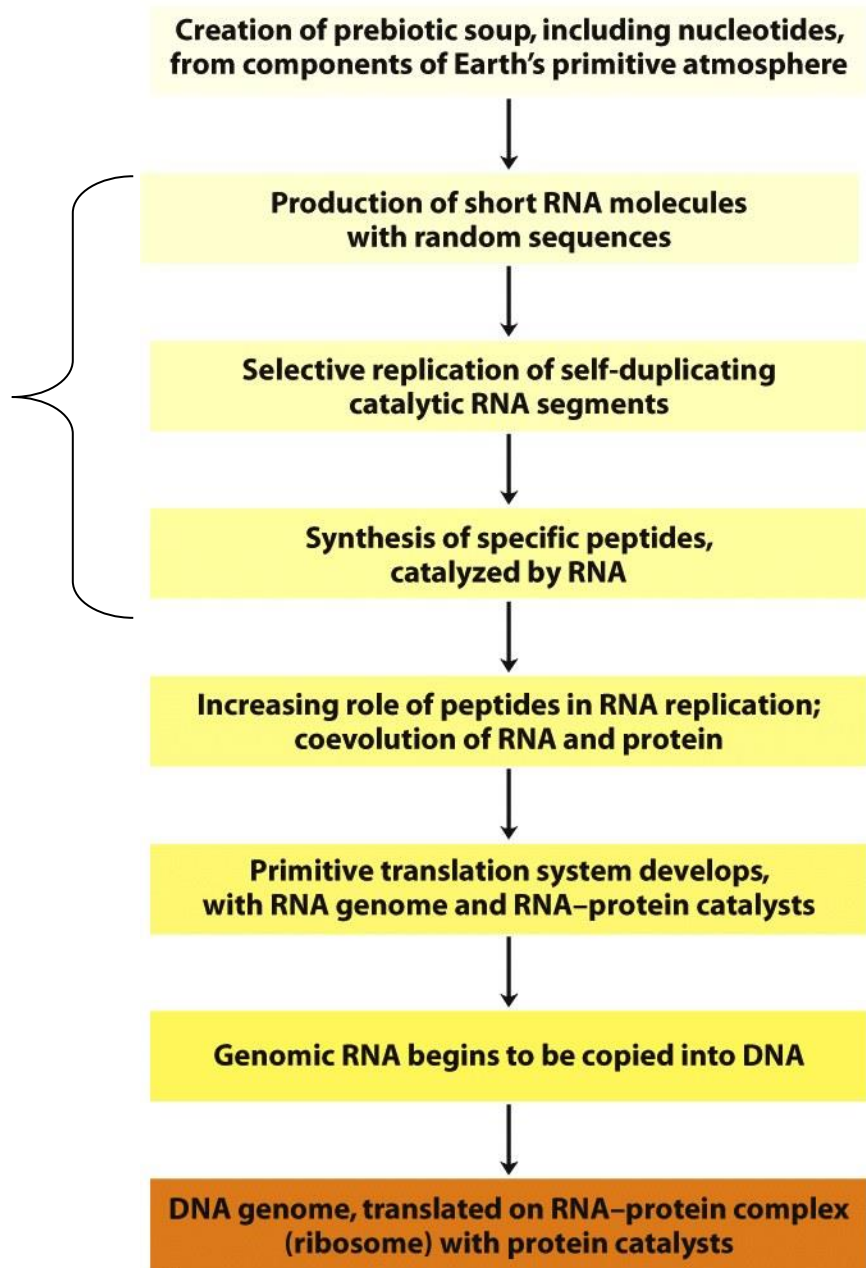 Creation of prebiotic soup, including nucleotides,
from components of Earth’s primitive atmosphere
Production of short RNA molecules
with random sequences
Selective replication of self-duplicating
catalytic RNA segments
Synthesis of specific peptides,
catalyzed by RNA
Increasing role of peptides in RNA replication;
coevolution of RNA and protein
Primitive translation system develops,
with RNA genome and RNA–protein catalysts
Genomic RNA begins to be copied into DNA
DNA genome, translated on RNA–protein complex
(ribosome) with protein catalysts